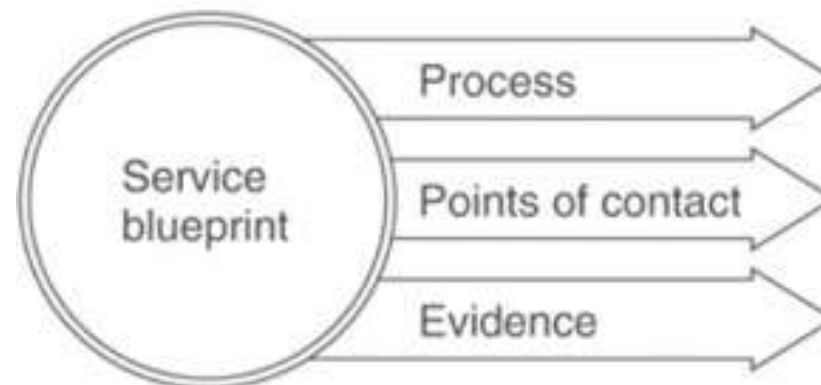 Service
blueprint
Process
Points of contact
Evidence